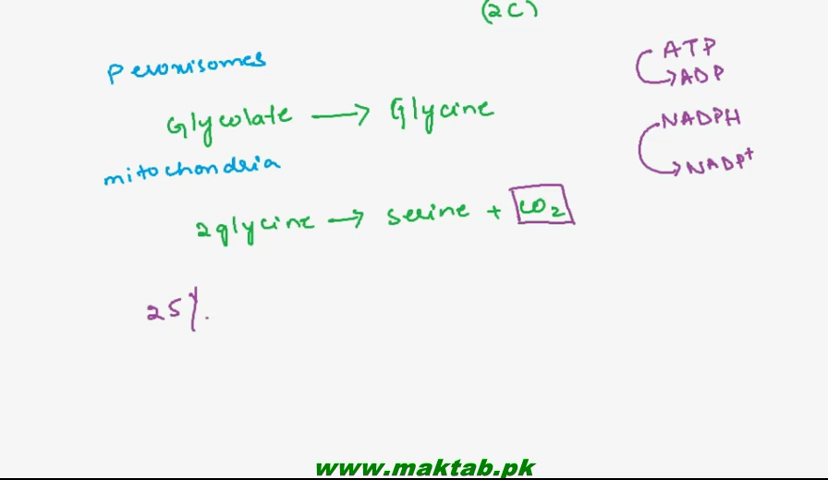 (2C)
Peroxisomes
ATP
ADP
Glycolate → Glycine
NADPH
NADP+
mitochondria
2glycine → serine + CO2
25%.
www.maktab.pk